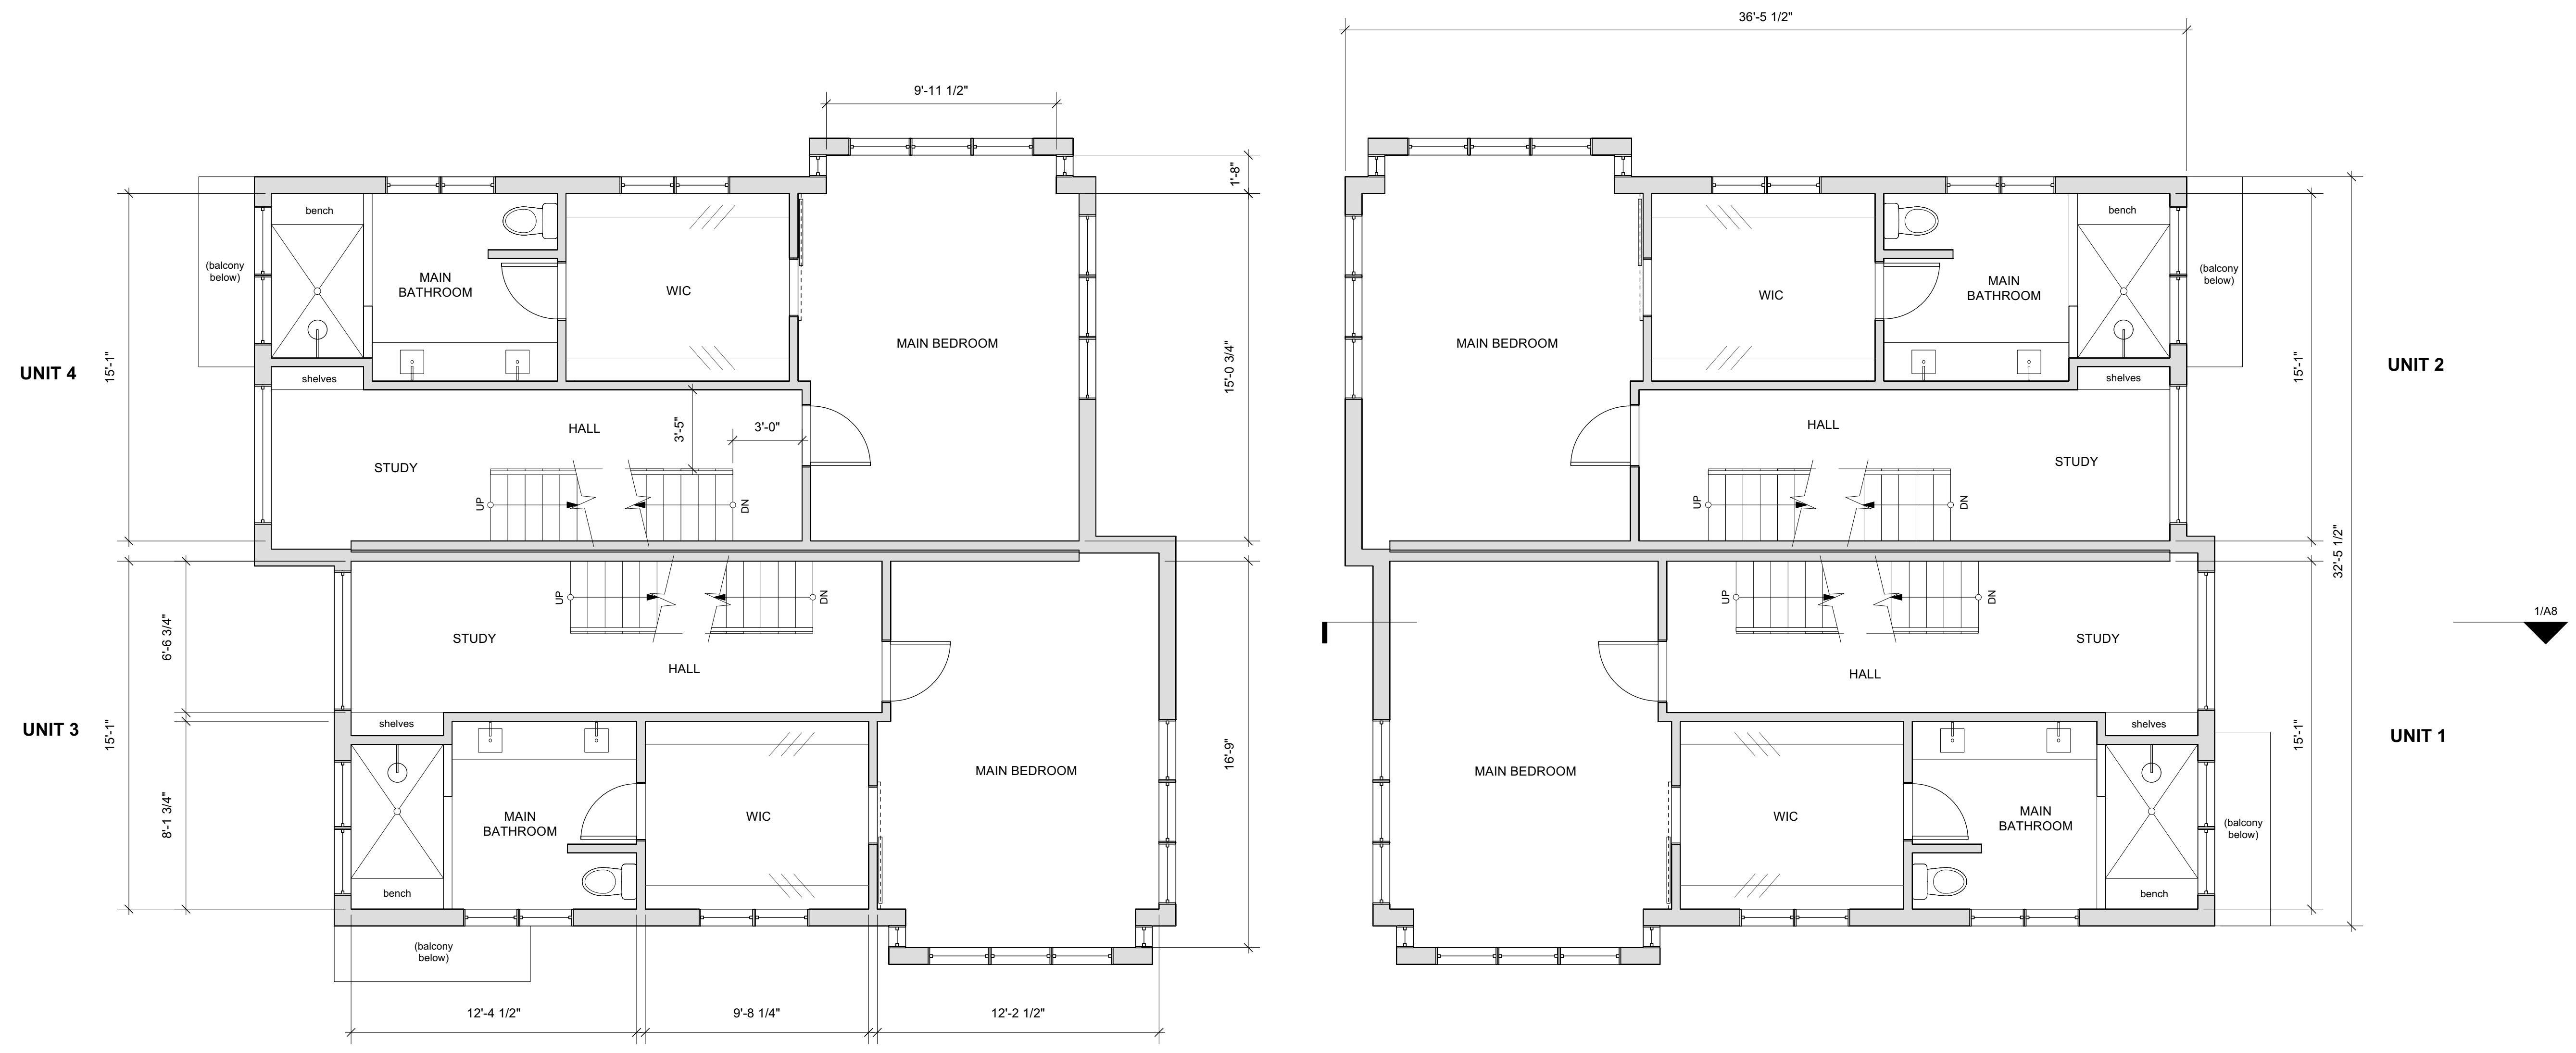 36'-5 1/2"
9'-11 1/2"
1'-8"
bench
bench
(balcony
below)
MAIN
BATHROOM
WIC
MAIN BEDROOM
MAIN BEDROOM
WIC
MAIN
BATHROOM
(balcony
below)
UNIT 4
15'-1"
shelves
15'-0 3/4"
shelves
15'-1"
UNIT 2
HALL
3'-5"
3'-0"
HALL
STUDY
STUDY
UP
DN
UP
DN
32'-5 1/2"
UP
DN
UP
DN
1/A8
6'-6 3/4"
STUDY
HALL
STUDY
HALL
UNIT 3
15'-1"
shelves
shelves
15'-1"
UNIT 1
16'-9"
MAIN BEDROOM
MAIN BEDROOM
8'-1 3/4"
MAIN
BATHROOM
WIC
WIC
MAIN
BATHROOM
(balcony
below)
bench
bench
(balcony
below)
12'-4 1/2"
9'-8 1/4"
12'-2 1/2"